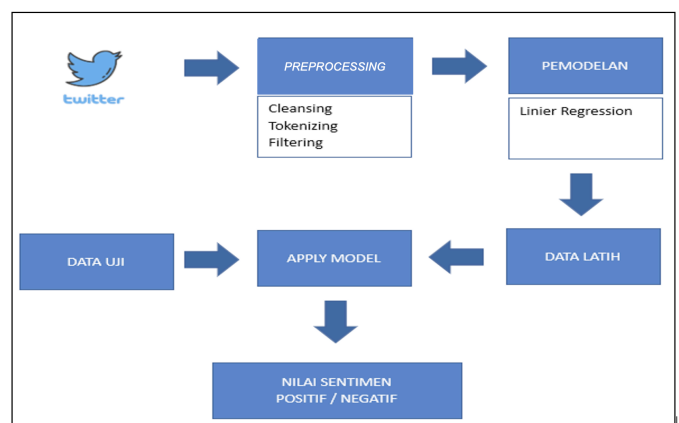 twitter
PREPROCESSING
Cleansing
Tokenizing
Filtering
PEMODELAN
Linier Regression
DATA UJI
APPLY MODEL
DATA LATIH
NILAI SENTIMEN
POSITIF / NEGATIF